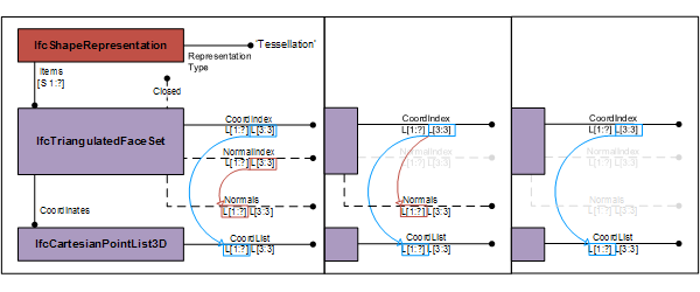 IfcShapeRepresentation
'Tessellation'
Representation
Type
Items
[S 1:?]
Closed
IfcTriangulatedFaceSet
CoordIndex
L[1:?] L[3:3]
NormalIndex
L[1:?] L[3:3]
Normals
L[1:?] L[3:3]
Coordinates
IfcCartesianPointList3D
CoordList
L[1:?] L[3:3]
CoordIndex
L[1:?] L[3:3]
NormalIndex
L[1:?] L[3:3]
Normals
L[1:?] L[3:3]
CoordList
L[1:?] L[3:3]
CoordIndex
L[1:?] L[3:3]
NormalIndex
L[1:?] L[3:3]
Normals
L[1:?] L[3:3]
CoordList
L[1:?] L[3:3]